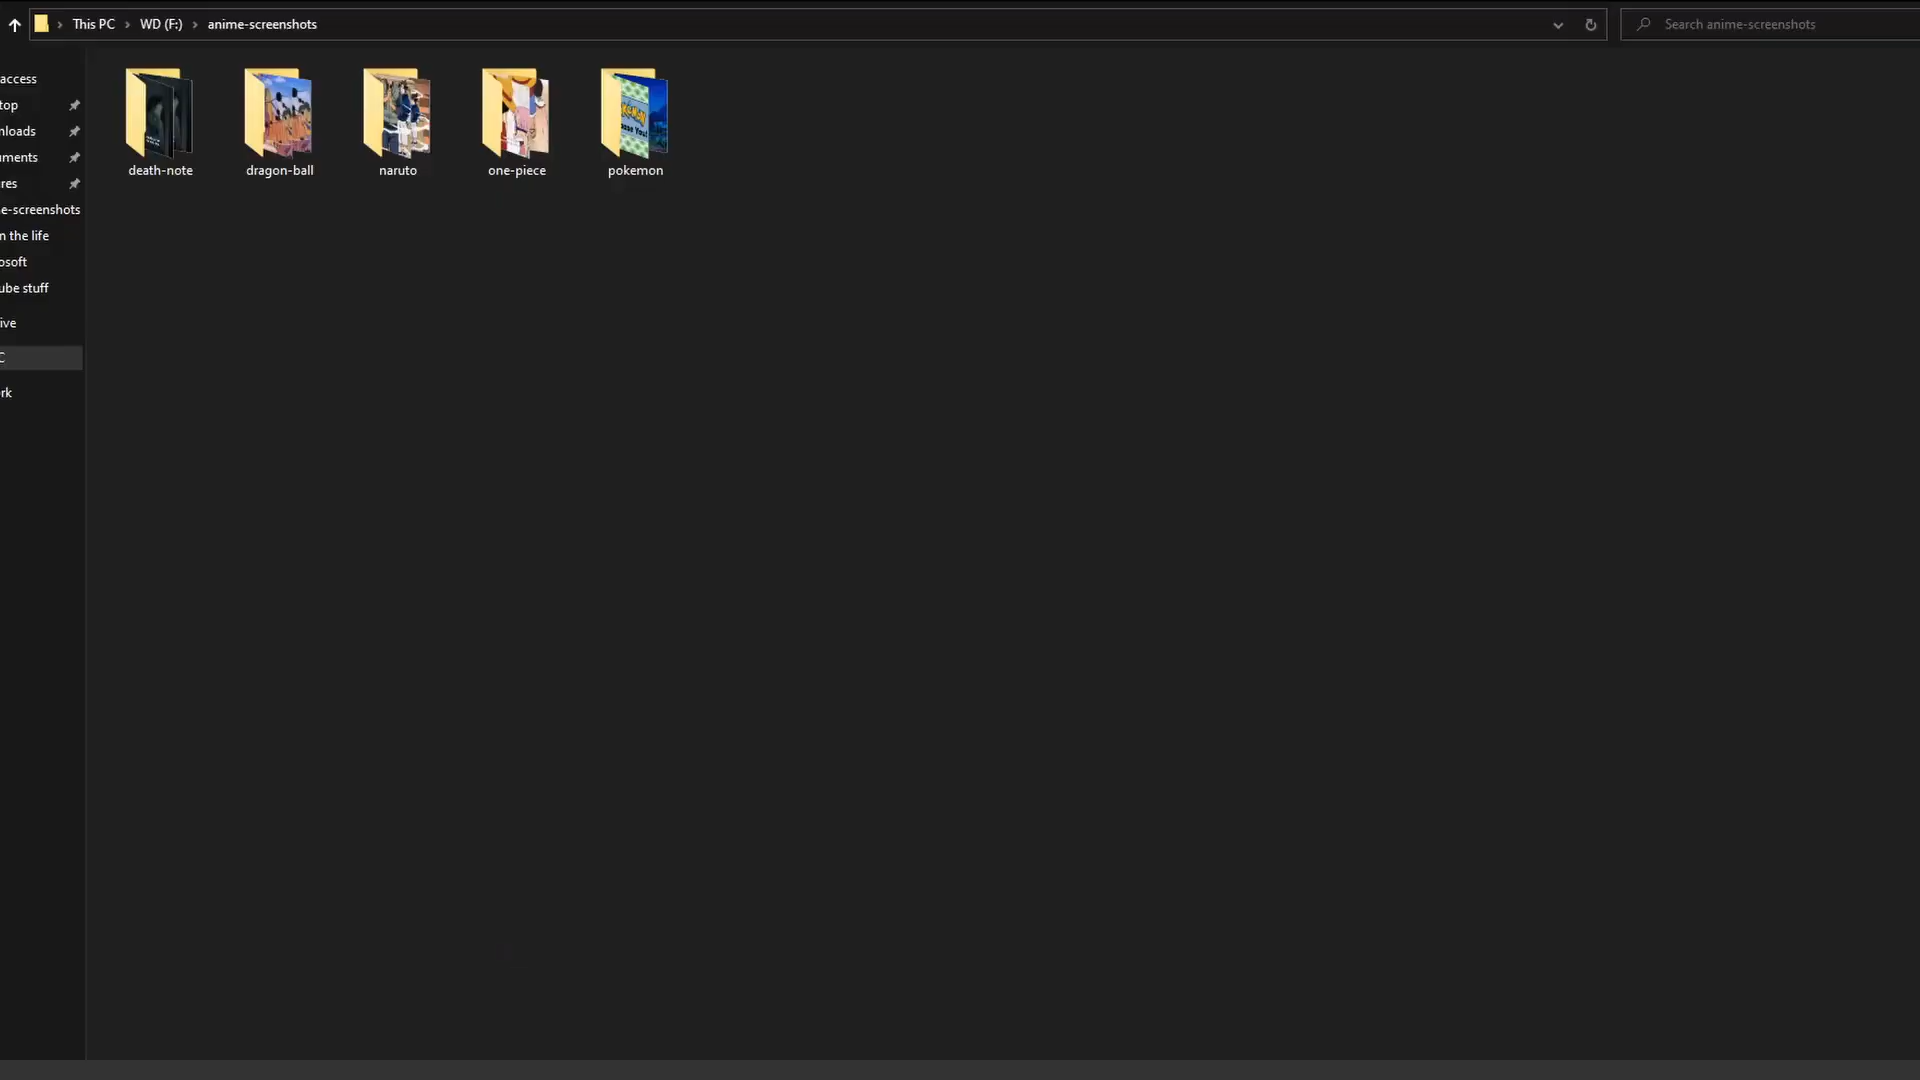 This PC > WD (F:) > anime-screenshots
Search anime-screenshots
access
top
nloads
uments
res
e-screenshots
n the life
osoft
ube stuff
ive
C
rk
death-note
dragon-ball
naruto
one-piece
pokemon